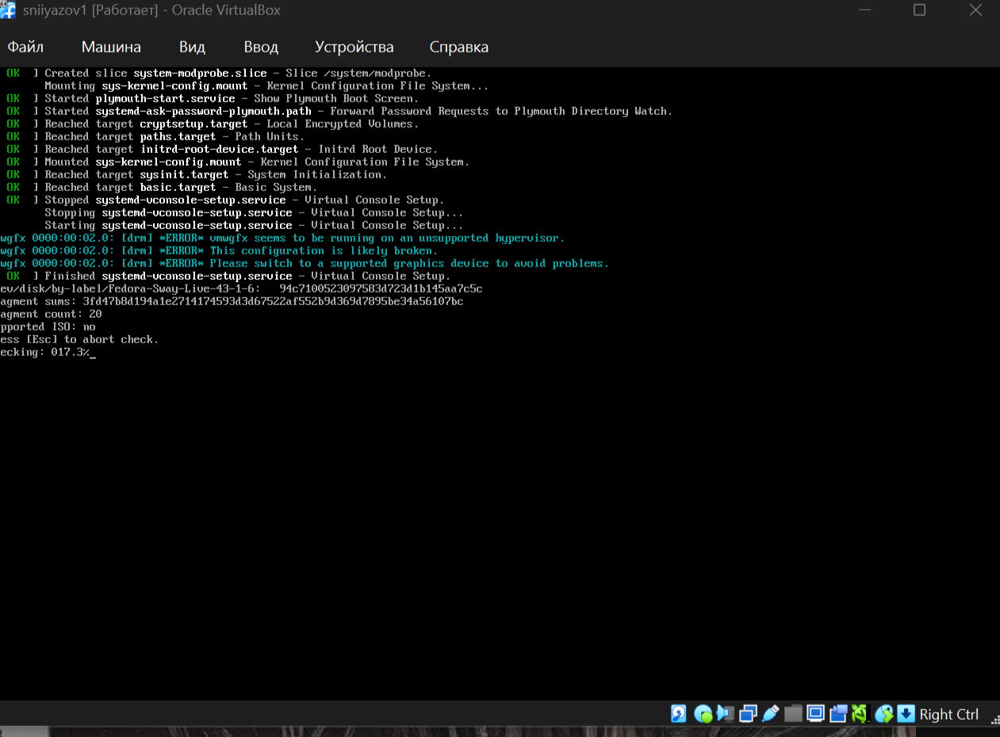 64
sniiyazov1 [Работает] - Oracle VirtualBox
Файл Машина Вид Ввод Устройства Справка
OK ] Created slice system-modprobe.slice - Slice /system/modprobe.
Mounting sys-kernel-config.mount - Kernel Configuration File System...
OK ] Started plymouth-start.service - Show Plymouth Boot Screen.
OK ] Started systemd-ask-password-plymouth.path - Forward Password Requests to Plymouth Directory Watch.
OK ] Reached target cryptsetup.target - Local Encrypted Volumes.
OK ] Reached target paths.target - Path Units.
OK ] Reached target initrd-root-device.target - Initrd Root Device.
OK ] Mounted sys-kernel-config.mount - Kernel Configuration File System.
OK ] Reached target sysinit.target - System Initialization.
OK ] Reached target basic.target - Basic System.
OK ] Stopped systemd-vconsole-setup.service - Virtual Console Setup.
Stopping systemd-vconsole-setup.service - Virtual Console Setup...
Starting systemd-vconsole-setup.service - Virtual Console Setup...
wgfx 0000:00:02.0: [drm] *ERROR* vmwgfx seems to be running on an unsupported hypervisor.
wgfx 0000:00:02.0: [drm] *ERROR* This configuration is likely broken.
wgfx 0000:00:02.0: [drm] *ERROR* Please switch to a supported graphics device to avoid problems.
OK ] Finished systemd-vconsole-setup.service - Virtual Console Setup.
ev/disk/by-label/Fedora-Sway-Live-43-1-6: 94c7100523097583d723d1b145aa7c5c
agment sums: 3fd47b8d194a1e2714174593d3d67522af552b9d369d7895be34a56107bc
agment count: 20
pported ISO: no
ess [Esc] to abort check.
ecking: 017.3%_
Right Ctrl